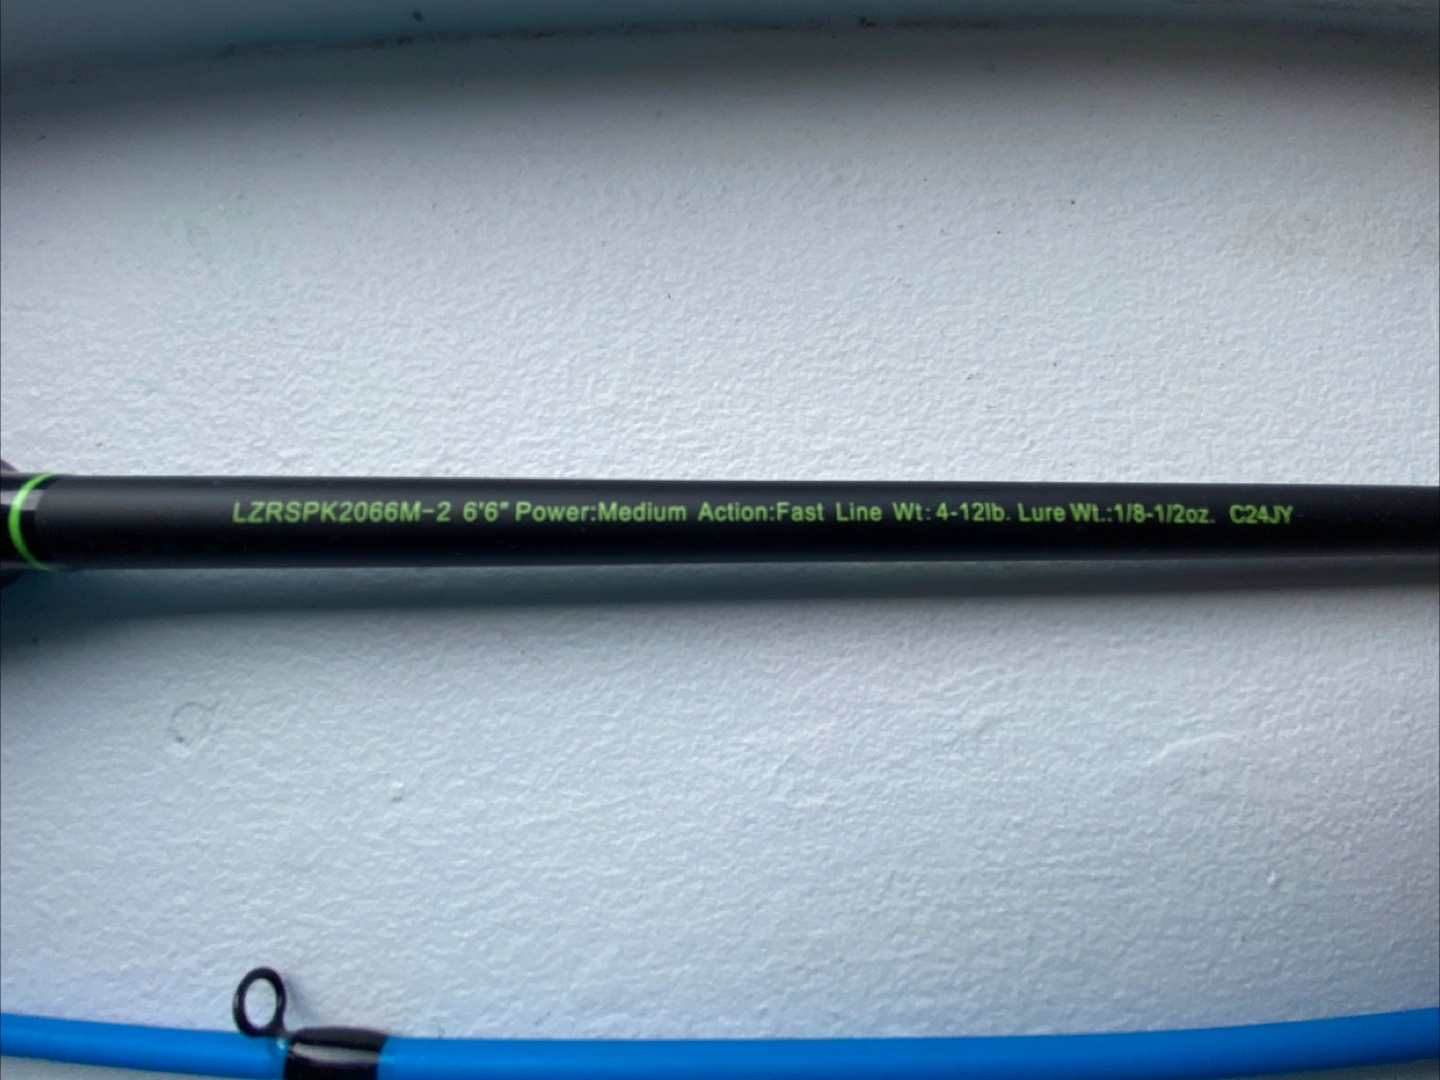 LZRSPK2066M-2 6'6" Power:Medium Action:Fast Line Wt:4-12lb. Lure Wt.:1/8-1/2oz. C24JY